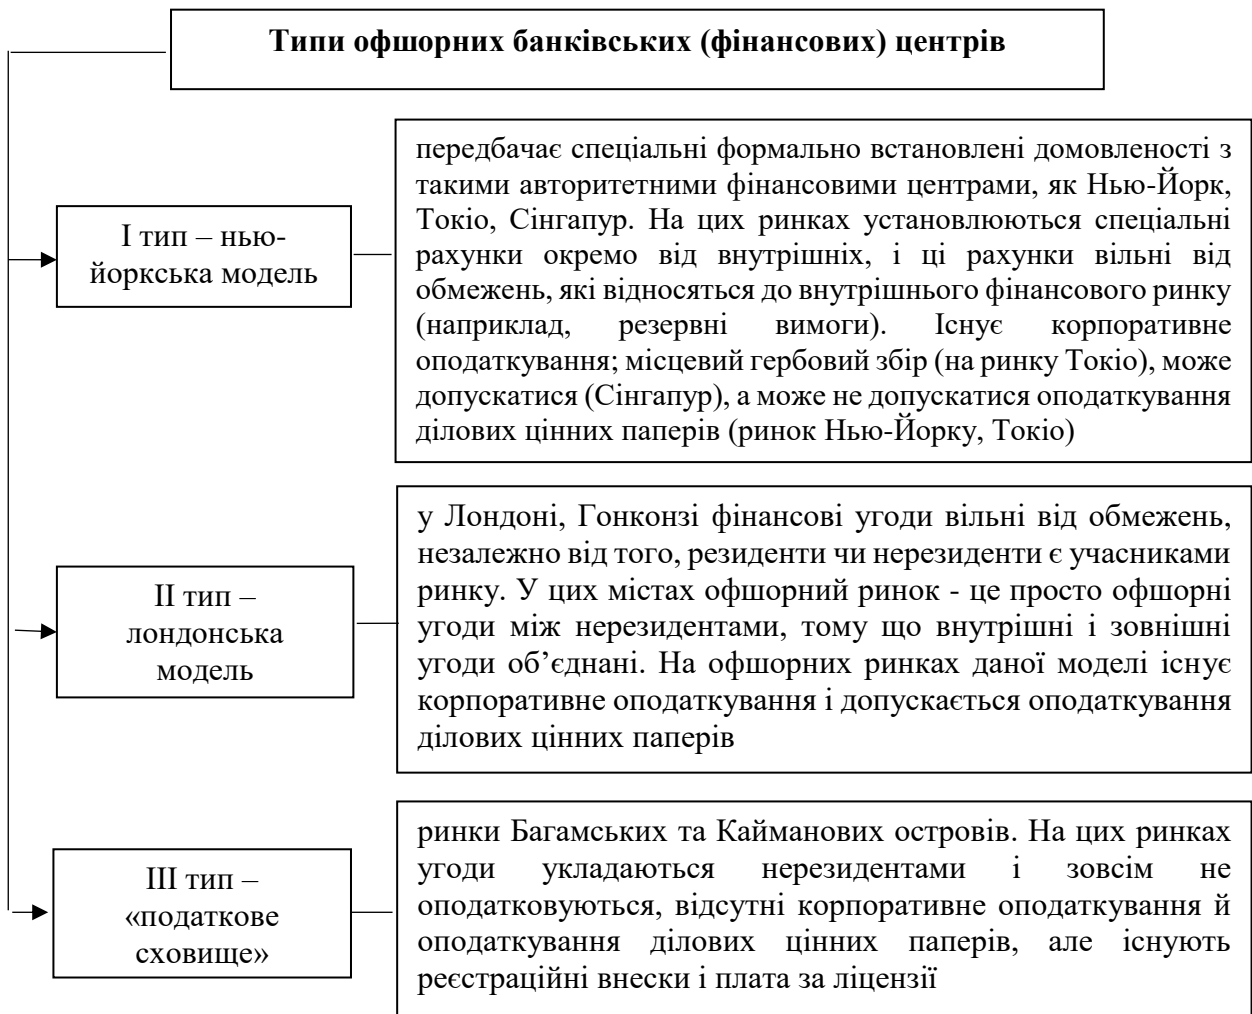 Типи офшорних банківських (фінансових) центрів
І тип – нью-
йоркська модель
передбачає спеціальні формально встановлені домовленості з
такими авторитетними фінансовими центрами, як Нью-Йорк,
Токіо, Сінгапур. На цих ринках установлюються спеціальні
рахунки окремо від внутрішніх, і ці рахунки вільні від
обмежень, які відносяться до внутрішнього фінансового ринку
(наприклад, резервні вимоги). Існує корпоративне
оподаткування; місцевий гербовий збір (на ринку Токіо), може
допускатися (Сінгапур), а може не допускатися оподаткування
ділових цінних паперів (ринок Нью-Йорку, Токіо)
ІІ тип –
лондонська
модель
у Лондоні, Гонконзі фінансові угоди вільні від обмежень,
незалежно від того, резиденти чи нерезиденти є учасниками
ринку. У цих містах офшорний ринок - це просто офшорні
угоди між нерезидентами, тому що внутрішні і зовнішні
угоди об’єднані. На офшорних ринках даної моделі існує
корпоративне оподаткування і допускається оподаткування
ділових цінних паперів
ІІІ тип –
«податкове
сховище»
ринки Багамських та Кайманових островів. На цих ринках
угоди укладаються нерезидентами і зовсім не
оподатковуються, відсутні корпоративне оподаткування й
оподаткування ділових цінних паперів, але існують
реєстраційні внески і плата за ліцензії